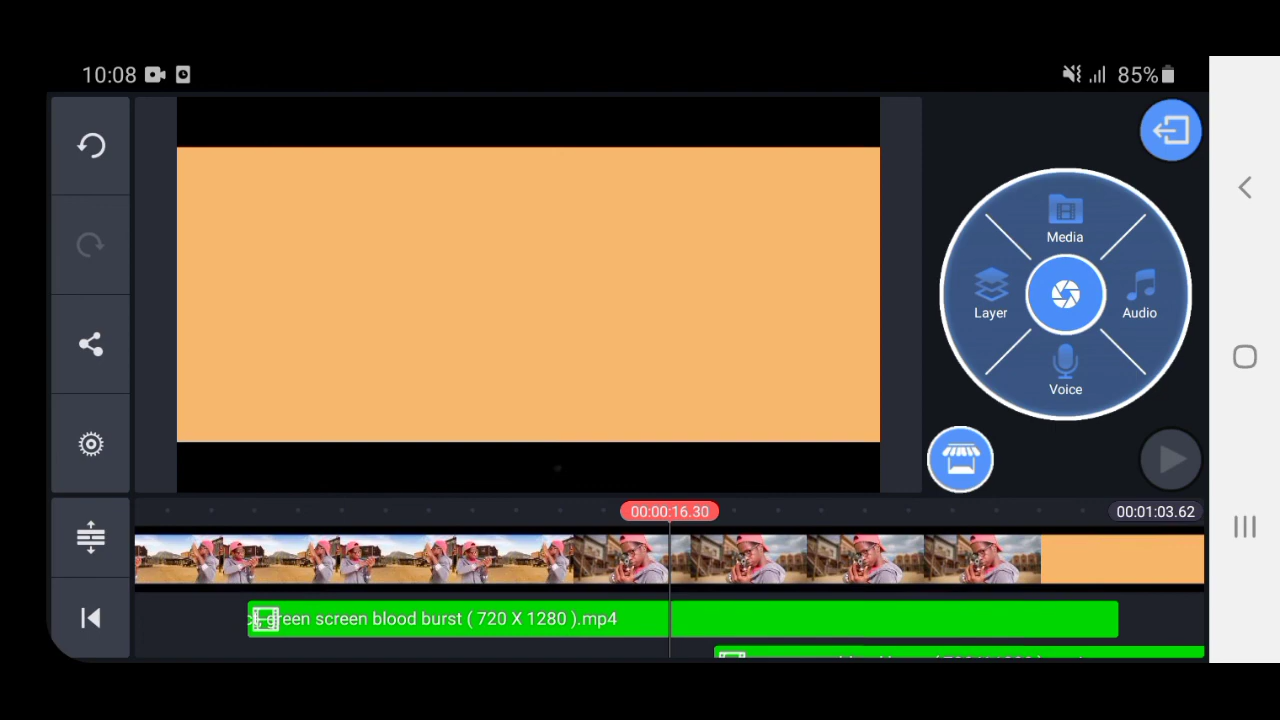 10:08
85%
Media
Layer
Audio
Voice
00:00:16.30
00:01:03.62
green screen blood burst ( 720 X 1280 ).mp4